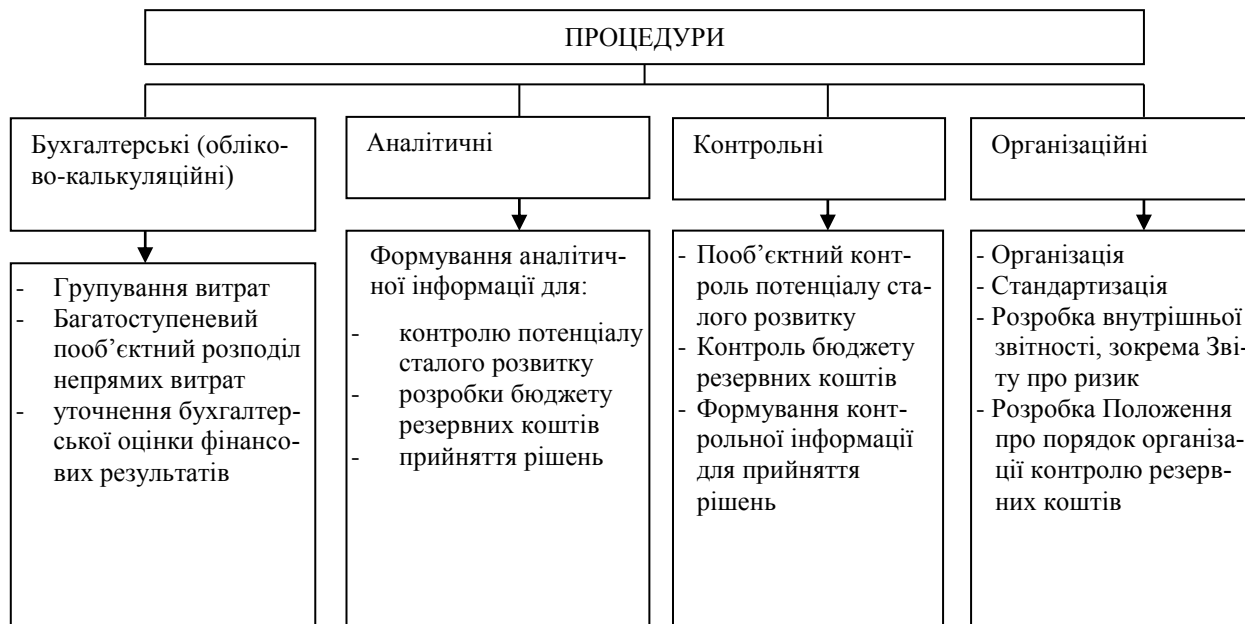 ПРОЦЕДУРИ
Бухгалтерські (обліко-
во-калькуляційні)
- Групування витрат
- Багатоступеневий
пооб’єктний розподіл
непрямих витрат
- уточнення бухгалтер-
ської оцінки фінансо-
вих результатів
Аналітичні
Формування аналітич-
ної інформації для:
- контролю потенціалу
сталого розвитку
- розробки бюджету
резервних коштів
- прийняття рішень
Контрольні
- Пооб’єктний конт-
роль потенціалу ста-
лого розвитку
- Контроль бюджету
резервних коштів
- Формування конт-
рольної інформації
для прийняття
рішень
Організаційні
- Організація
- Стандартизація
- Розробка внутрішньої
звітності, зокрема Зві-
ту про ризик
- Розробка Положення
про порядок організа-
ції контролю резерв-
них коштів